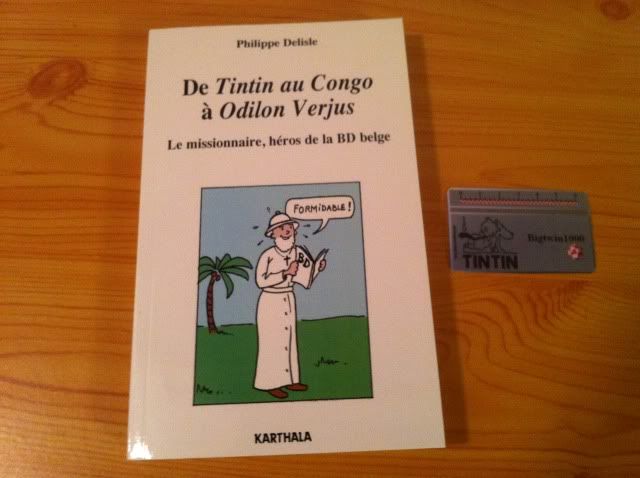 Philippe Delisle
De Tintin au Congo
à Odilon Verjus
Le missionnaire, héros de la BD belge
FORMIDABLE !
BD
KARTHALA
Bigtwin1000
TINTIN